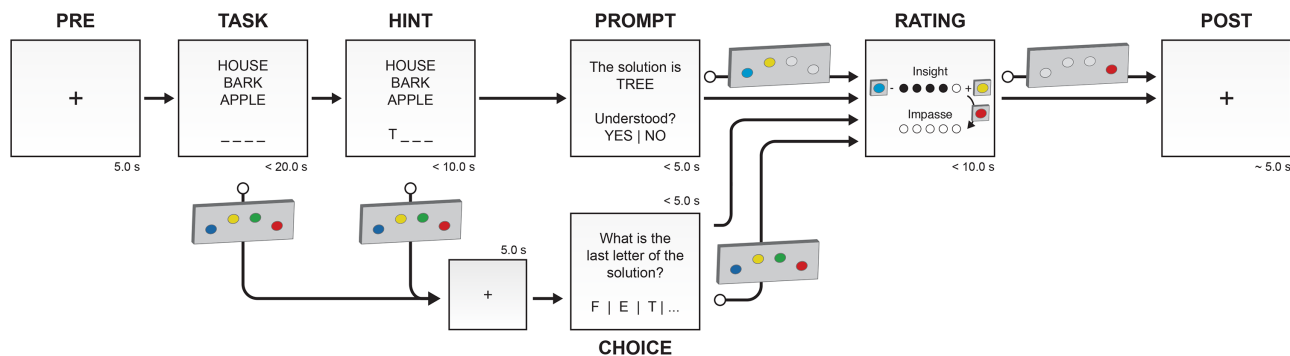 PRE
TASK
HINT
PROMPT
RATING
POST
+
5.0 s
HOUSE
BARK
APPLE
_ _ _ _
< 20.0 s
HOUSE
BARK
APPLE
T _ _ _
< 10.0 s
The solution is
TREE
Understood?
YES | NO
< 5.0 s
Insight
- +
Impasse
< 10.0 s
+
~ 5.0 s
5.0 s
+
< 5.0 s
What is the
last letter of the
solution?
F | E | T | ...
CHOICE